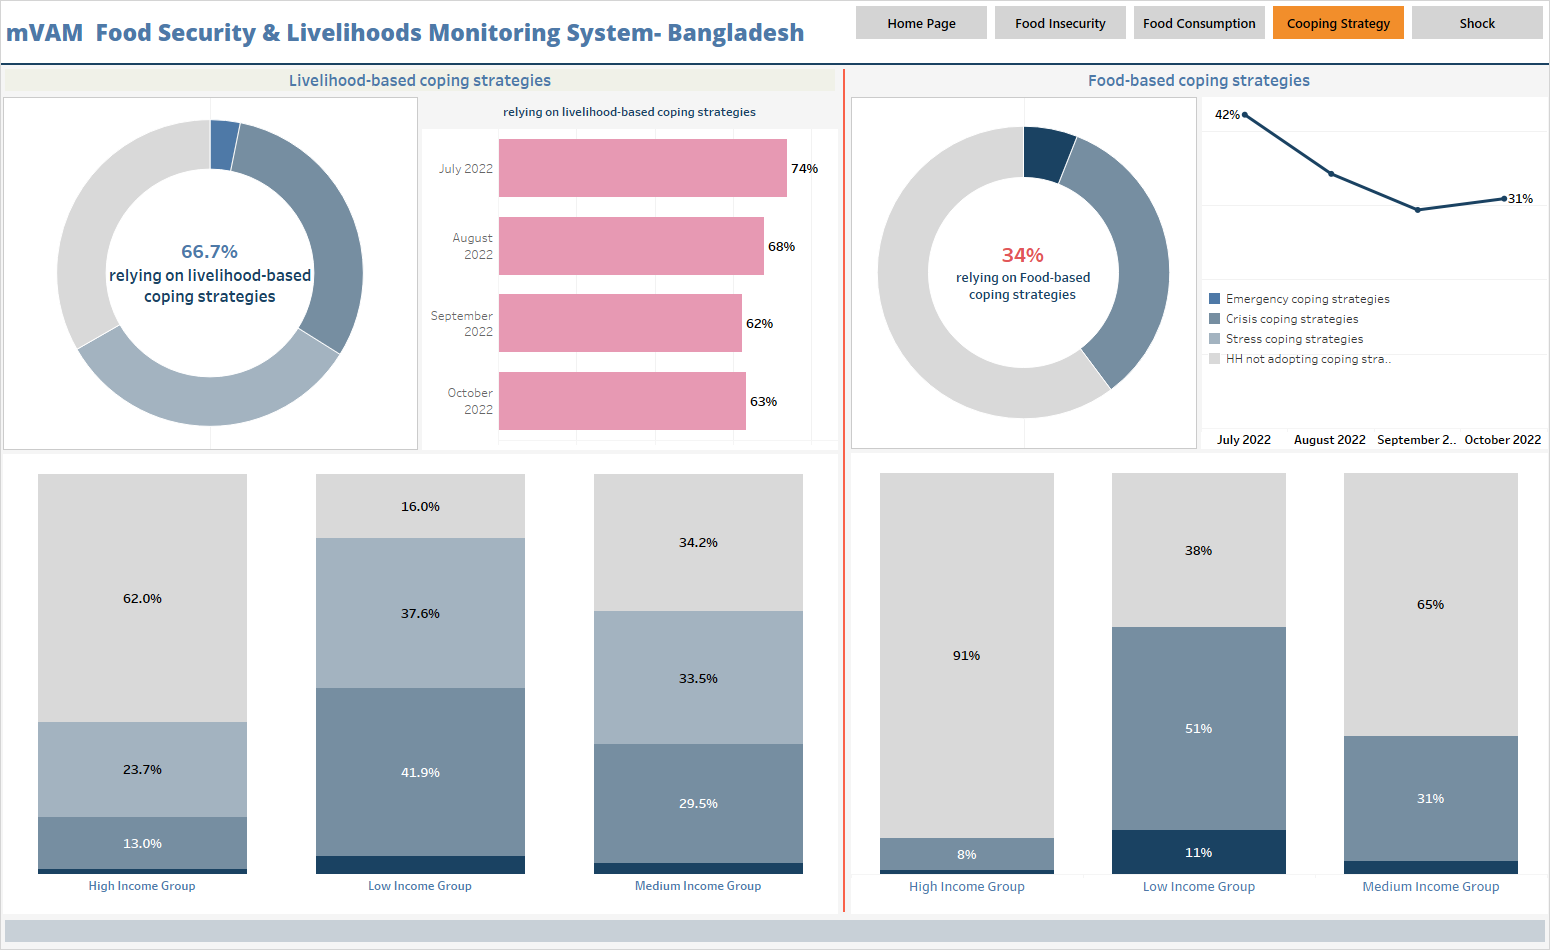 mVAM Food Security & Livelihoods Monitoring System- Bangladesh
Home Page
Food Insecurity
Food Consumption
Cooping Strategy
Shock
Livelihood-based coping strategies
66.7%
relying on livelihood-based
coping strategies
relying on livelihood-based coping strategies
July 2022
74%
August
2022
68%
September
2022
62%
October
2022
63%
62.0%
23.7%
13.0%
High Income Group
16.0%
37.6%
41.9%
Low Income Group
34.2%
33.5%
29.5%
Medium Income Group
Food-based coping strategies
34%
relying on Food-based
coping strategies
42%
31%
Emergency coping strategies
Crisis coping strategies
Stress coping strategies
HH not adopting coping stra..
July 2022
August 2022
September 2..
October 2022
91%
8%
High Income Group
38%
51%
11%
Low Income Group
65%
31%
Medium Income Group